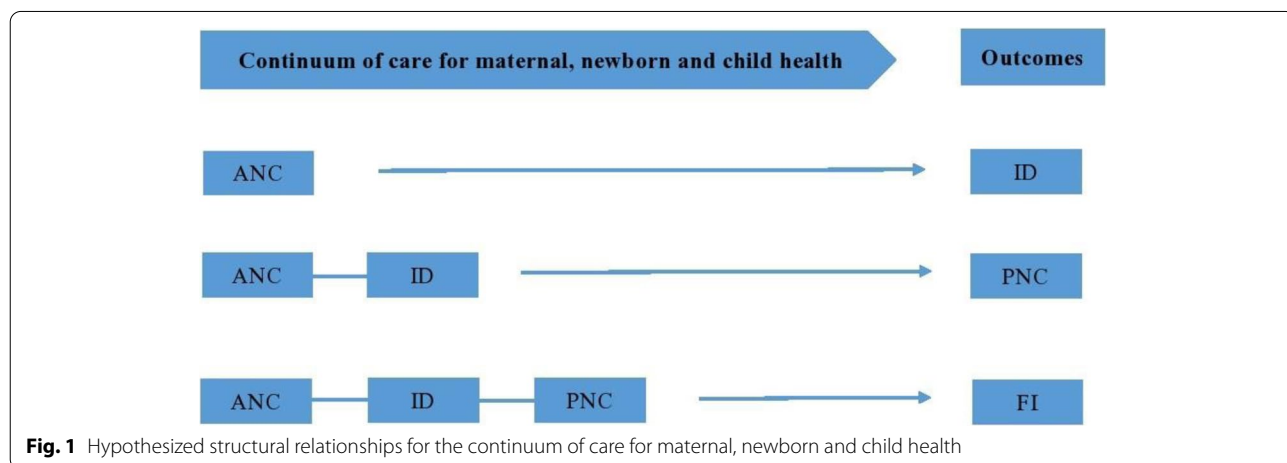 Continuum of care for maternal, newborn and child health
Outcomes
ANC
ID
ANC
ID
PNC
ANC
ID
PNC
FI
Fig. 1 Hypothesized structural relationships for the continuum of care for maternal, newborn and child health